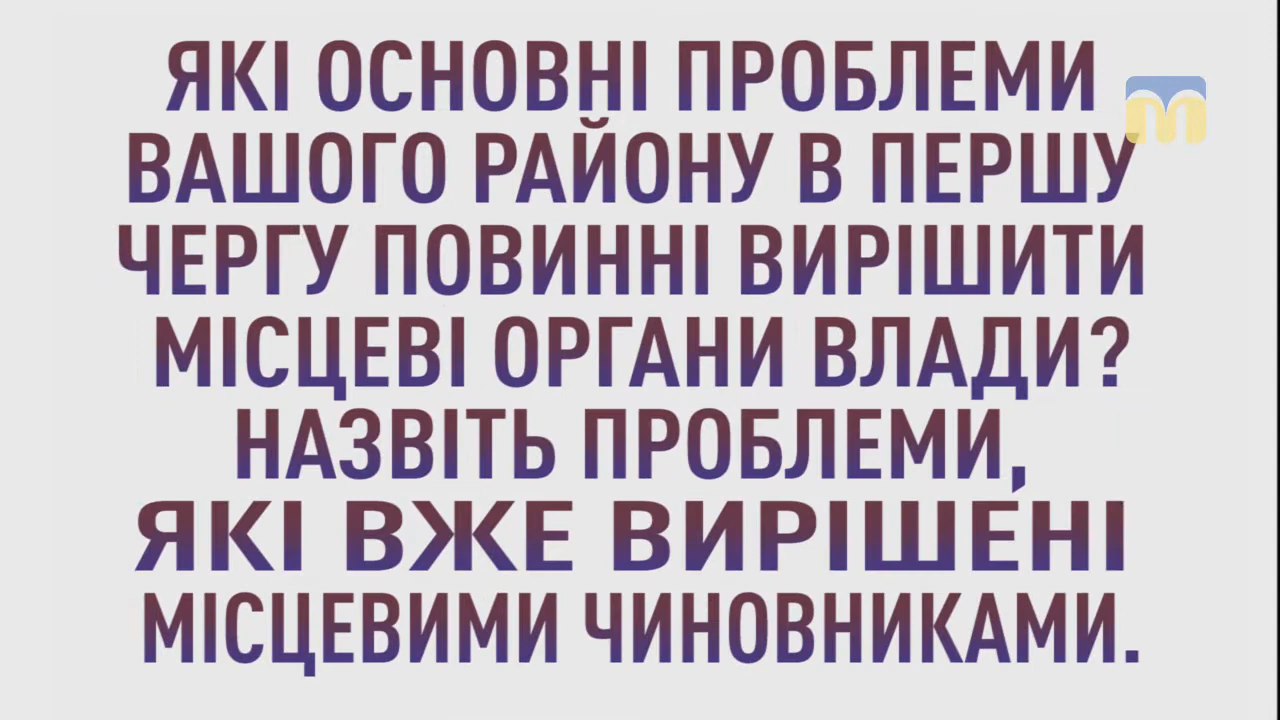 ЯКІ ОСНОВНІ ПРОБЛЕМИ
ВАШОГО РАЙОНУ В ПЕРШУ
ЧЕРГУ ПОВИННІ ВИРІШИТИ
МІСЦЕВІ ОРГАНИ ВЛАДИ?
НАЗВІТЬ ПРОБЛЕМИ,
ЯКІ ВЖЕ ВИРІШЕНІ
МІСЦЕВИМИ ЧИНОВНИКАМИ.